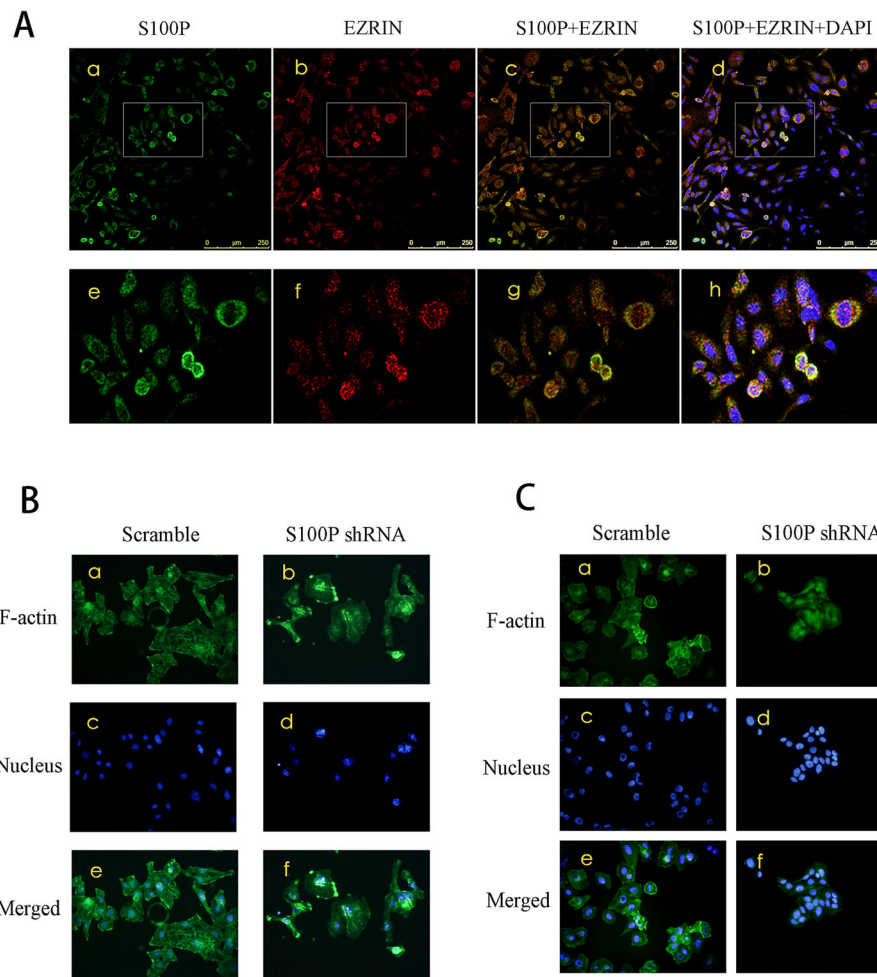 A
S100P EZRIN S100P+EZRIN S100P+EZRIN+DAPI
a b c d
0 µm 250 0 µm 250 0 µm 250 0 µm 250
e f g h
B C
Scramble S100P shRNA Scramble S100P shRNA
F-actin a b F-actin a b
Nucleus c d Nucleus c d
Merged e f Merged e f